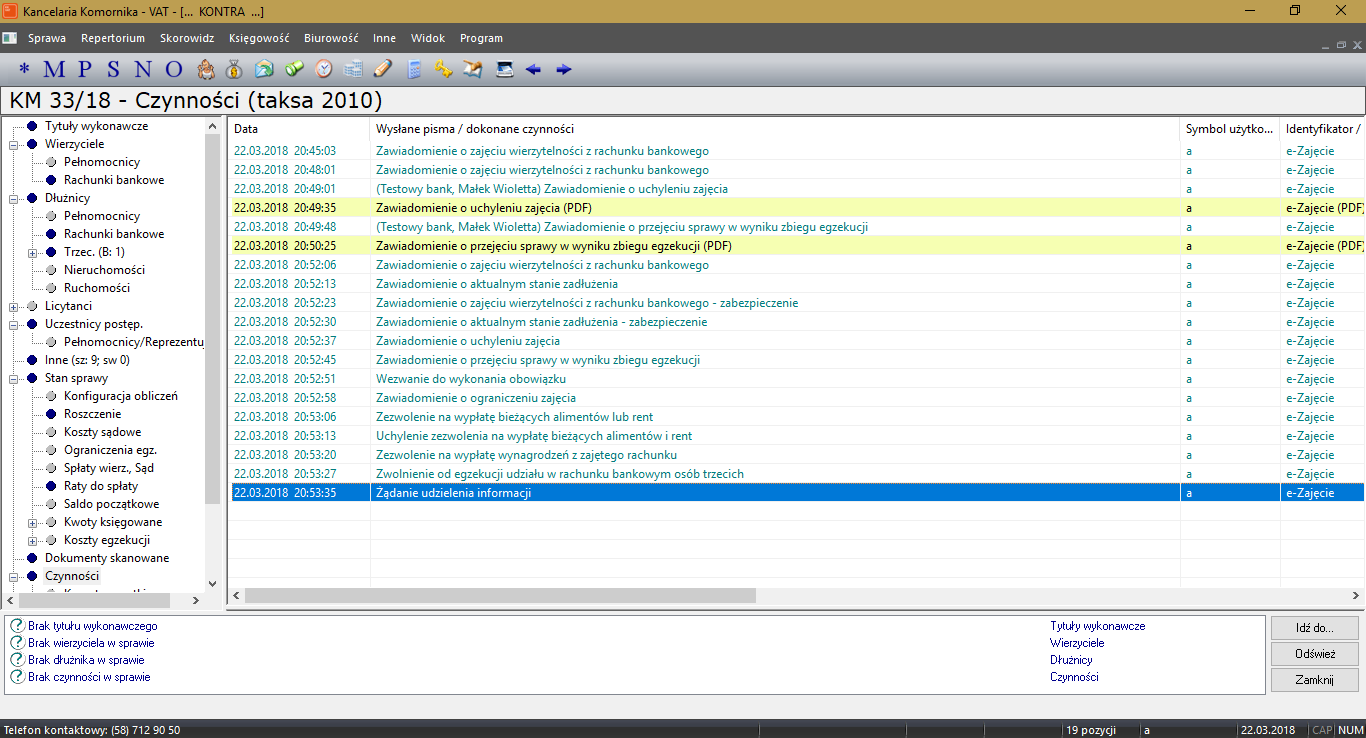 Kancelaria Komornika - VAT - [... KONTRA ...]
Sprawa Repertorium Skorowidz Księgowość Biurowość Inne Widok Program
* M P S N O
KM 33/18 - Czynności (taksa 2010)
Tytuły wykonawcze
Wierzyciele
Pełnomocnicy
Rachunki bankowe
Dłużnicy
Pełnomocnicy
Rachunki bankowe
Trzec. (B: 1)
Nieruchomości
Ruchomości
Licytanci
Uczestnicy postęp.
Pełnomocnicy/Reprezentu
Inne (sz: 9; sw 0)
Stan sprawy
Konfiguracja obliczeń
Roszczenie
Koszty sądowe
Ograniczenia egz.
Spłaty wierz., Sąd
Raty do spłaty
Saldo początkowe
Kwoty księgowane
Koszty egzekucji
Dokumenty skanowane
Czynności
Data Wysłane pisma / dokonane czynności Symbol użytko... Identyfikator /
22.03.2018 20:45:03 Zawiadomienie o zajęciu wierzytelności z rachunku bankowego a e-Zajęcie
22.03.2018 20:48:01 Zawiadomienie o zajęciu wierzytelności z rachunku bankowego a e-Zajęcie
22.03.2018 20:49:01 (Testowy bank, Małek Wioletta) Zawiadomienie o uchyleniu zajęcia a e-Zajęcie
22.03.2018 20:49:35 Zawiadomienie o uchyleniu zajęcia (PDF) a e-Zajęcie (PDF)
22.03.2018 20:49:48 (Testowy bank, Małek Wioletta) Zawiadomienie o przejęciu sprawy w wyniku zbiegu egzekucji a e-Zajęcie
22.03.2018 20:50:25 Zawiadomienie o przejęciu sprawy w wyniku zbiegu egzekucji (PDF) a e-Zajęcie (PDF)
22.03.2018 20:52:06 Zawiadomienie o zajęciu wierzytelności z rachunku bankowego a e-Zajęcie
22.03.2018 20:52:13 Zawiadomienie o aktualnym stanie zadłużenia a e-Zajęcie
22.03.2018 20:52:23 Zawiadomienie o zajęciu wierzytelności z rachunku bankowego - zabezpieczenie a e-Zajęcie
22.03.2018 20:52:30 Zawiadomienie o aktualnym stanie zadłużenia - zabezpieczenie a e-Zajęcie
22.03.2018 20:52:37 Zawiadomienie o uchyleniu zajęcia a e-Zajęcie
22.03.2018 20:52:45 Zawiadomienie o przejęciu sprawy w wyniku zbiegu egzekucji a e-Zajęcie
22.03.2018 20:52:51 Wezwanie do wykonania obowiązku a e-Zajęcie
22.03.2018 20:52:58 Zawiadomienie o ograniczeniu zajęcia a e-Zajęcie
22.03.2018 20:53:06 Zezwolenie na wypłatę bieżących alimentów lub rent a e-Zajęcie
22.03.2018 20:53:13 Uchylenie zezwolenia na wypłatę bieżących alimentów i rent a e-Zajęcie
22.03.2018 20:53:20 Zezwolenie na wypłatę wynagrodzeń z zajętego rachunku a e-Zajęcie
22.03.2018 20:53:27 Zwolnienie od egzekucji udziału w rachunku bankowym osób trzecich a e-Zajęcie
22.03.2018 20:53:35 Żądanie udzielenia informacji a e-Zajęcie
Brak tytułu wykonawczego Tytuły wykonawcze
Brak wierzyciela w sprawie Wierzyciele
Brak dłużnika w sprawie Dłużnicy
Brak czynności w sprawie Czynności
Idź do...
Odśwież
Zamknij
Telefon kontaktowy: (58) 712 90 50 19 pozycji a 22.03.2018 CAP NUM